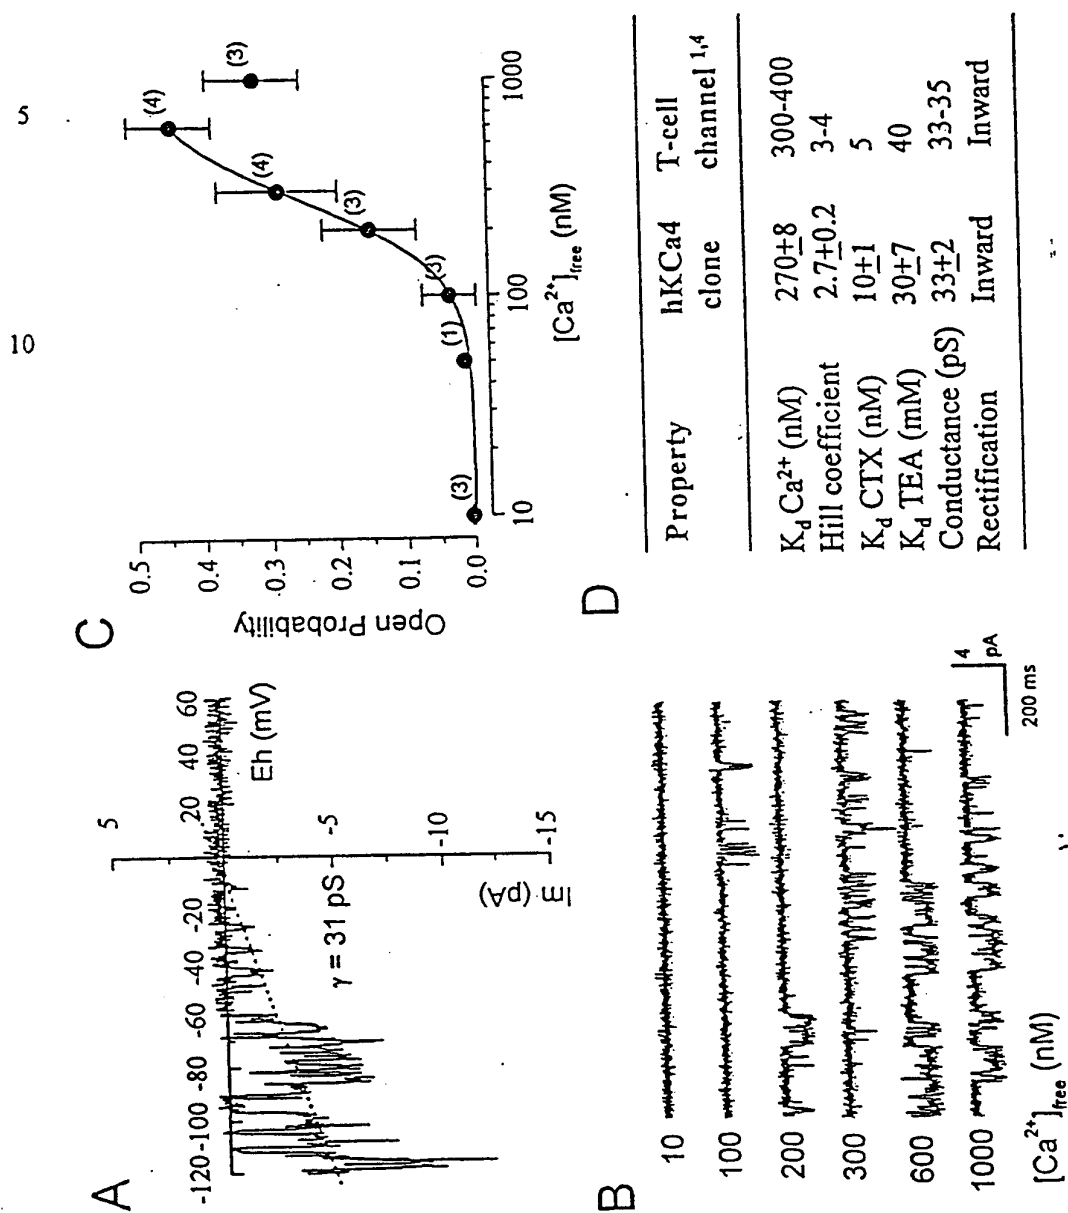 5
10
A
5
-120
-100
-80
-60
-40
-20
20
40
60
Eh (mV)
-5
-10
-15
Im (pA)
γ = 31 pS
B
10
100
200
300
600
1000
[Ca²⁺]free (nM)
4
pA
200 ms
C
Open Probability
0.5
0.4
0.3
0.2
0.1
0.0
(3)
(1)
(3)
(3)
(4)
(4)
(3)
10
100
1000
[Ca²⁺]free (nM)
D
Property hKCa4 clone T-cell channel 1,4
Kd Ca²⁺ (nM) 270±8 300-400
Hill coefficient 2.7±0.2 3-4
Kd CTX (nM) 10±1 5
Kd TEA (mM) 30±7 40
Conductance (pS) 33±2 33-35
Rectification Inward Inward